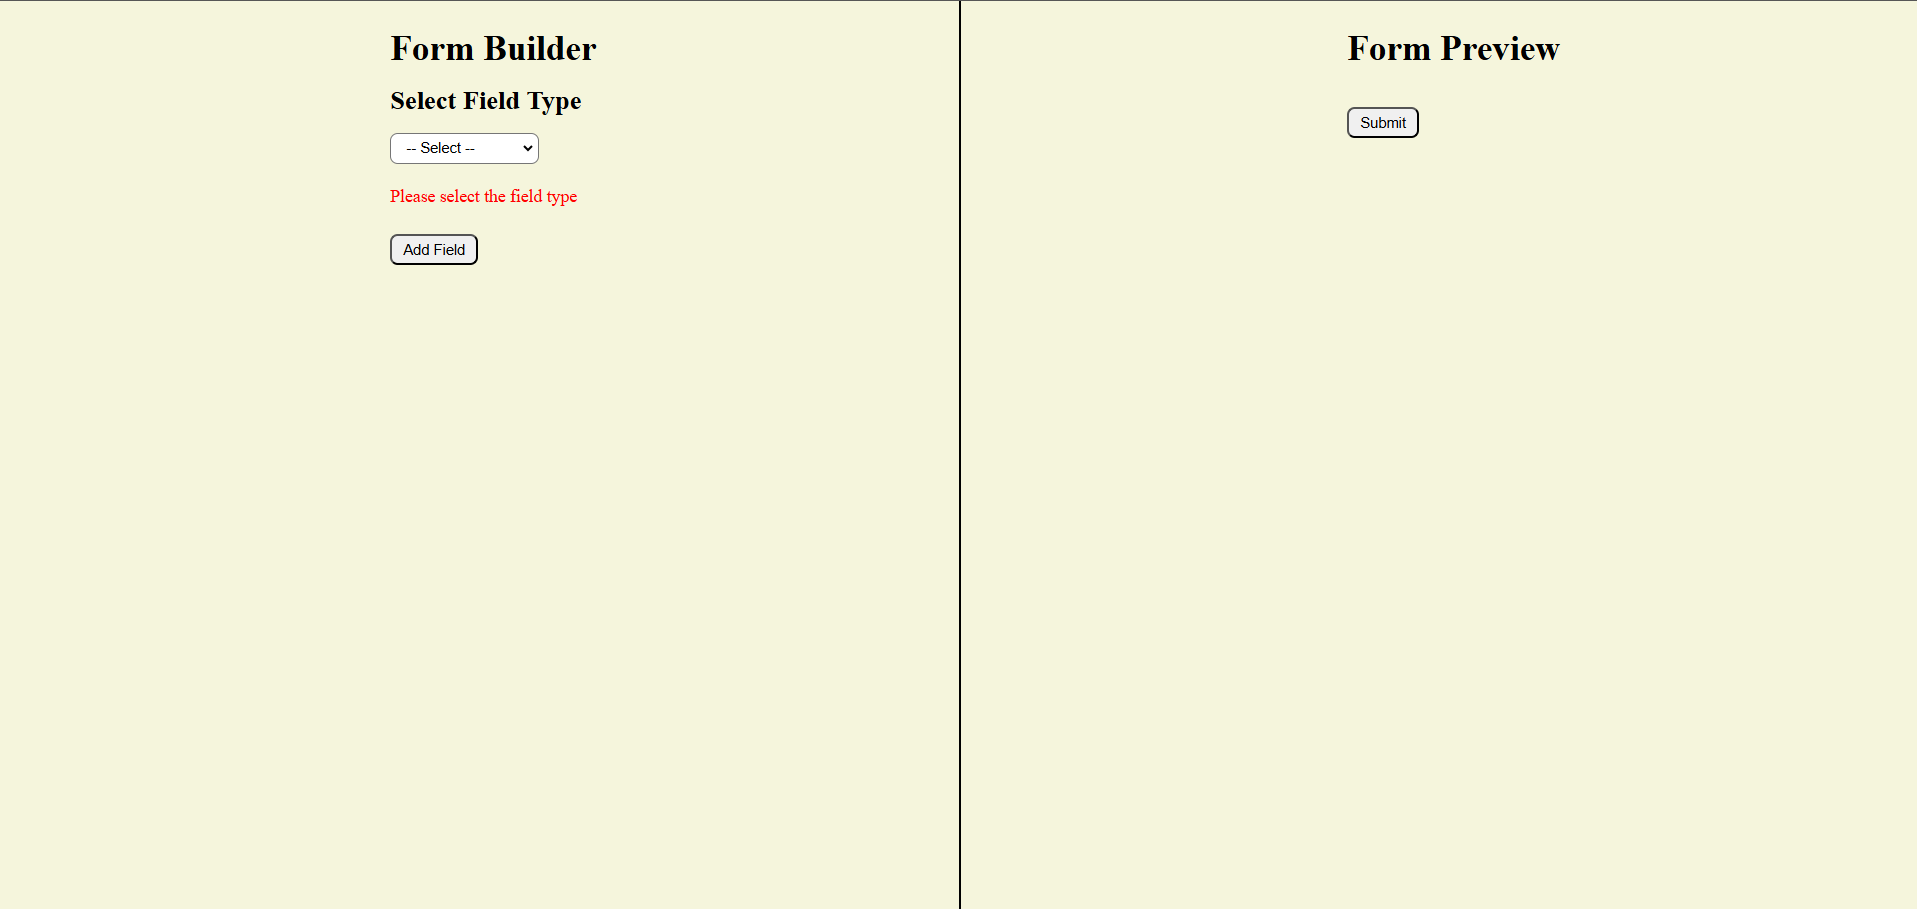 Form Builder
Select Field Type
-- Select --
Please select the field type
Add Field
Form Preview
Submit